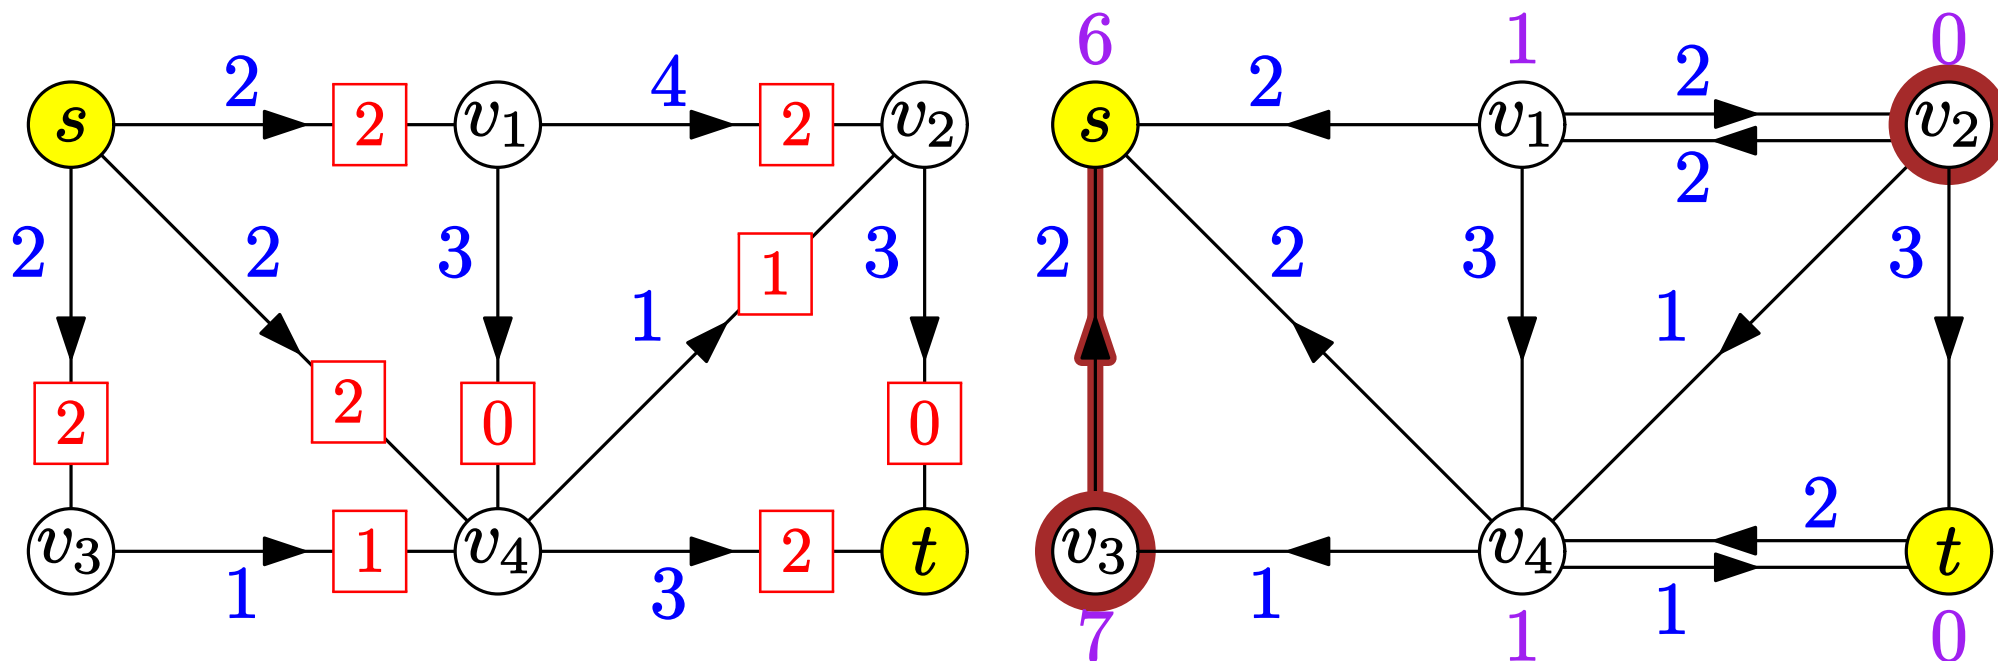 6 1 0
2 4 2 2
s 2 v1 2 v2 s v1 v2
2
2 2 3 3 2 2 3 3
1 1 1
2 2 0 0
2
v3 1 v4 2 t v3 v4 t
1 3 1 1
7 1 0